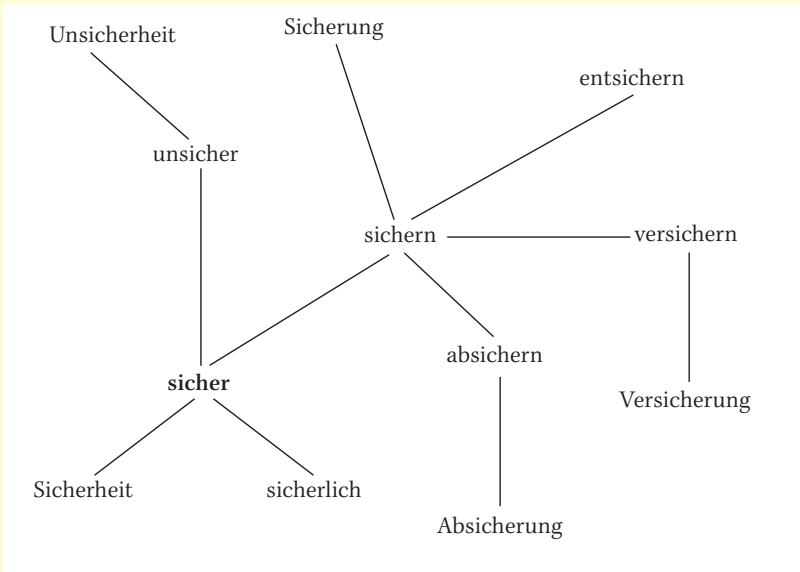 Unsicherheit
Sicherung
entsichern
unsicher
sichern
versichern
absichern
sicher
Versicherung
Sicherheit
sicherlich
Absicherung